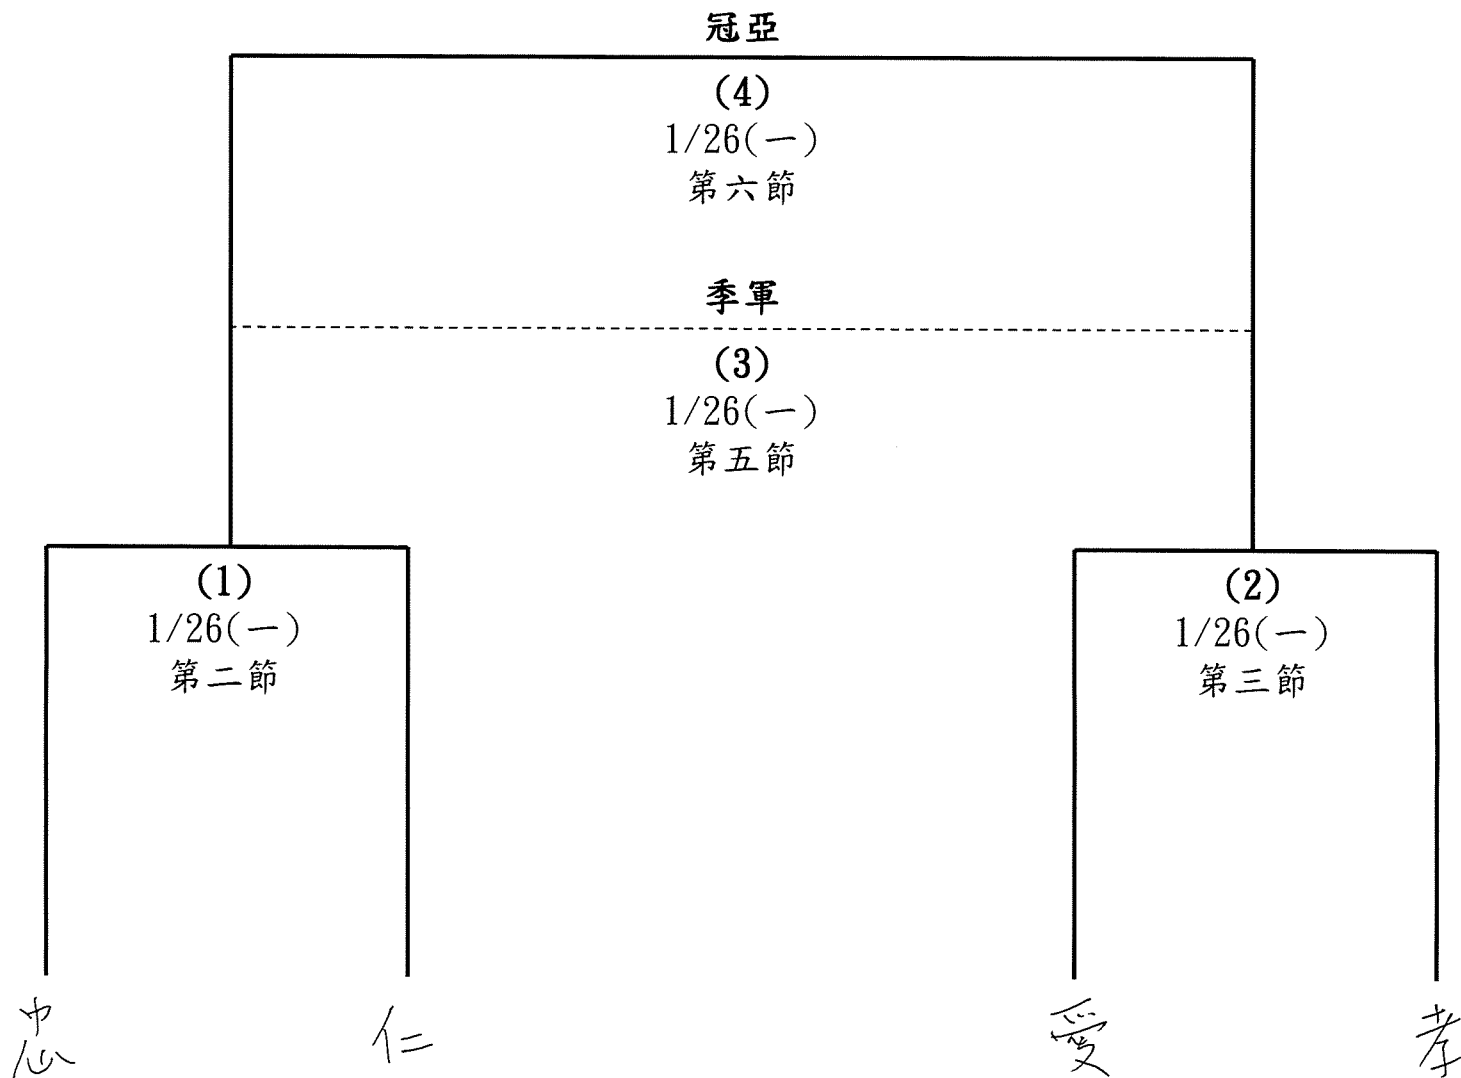 冠亞
(4)
1/26(一)
第六節
季軍
(3)
1/26(一)
第五節
(1)
1/26(一)
第二節
(2)
1/26(一)
第三節
忠 仁 愛 孝